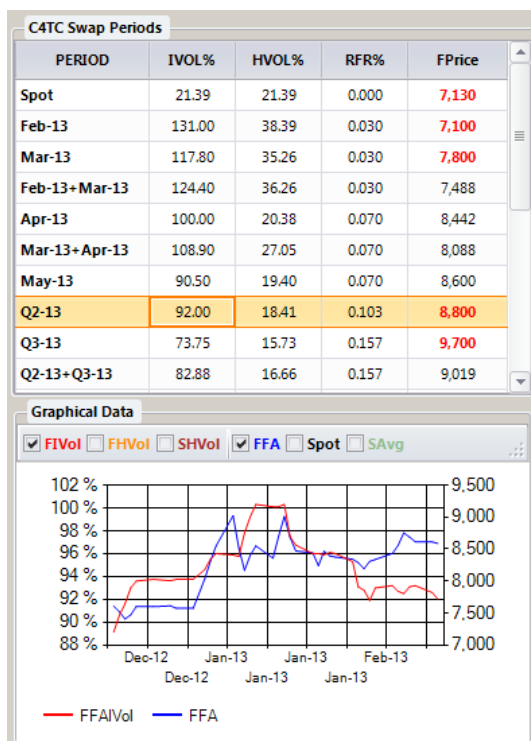 C4TC Swap Periods
PERIOD IVOL% HVOL% RFR% FPrice
Spot 21.39 21.39 0.000 7,130
Feb-13 131.00 38.39 0.030 7,100
Mar-13 117.80 35.26 0.030 7,800
Feb-13+Mar-13 124.40 36.26 0.030 7,488
Apr-13 100.00 20.38 0.070 8,442
Mar-13+Apr-13 108.90 27.05 0.070 8,088
May-13 90.50 19.40 0.070 8,600
Q2-13 92.00 18.41 0.103 8,800
Q3-13 73.75 15.73 0.157 9,700
Q2-13+Q3-13 82.88 16.66 0.157 9,019
Graphical Data
FIVol FHVol SHVol FFA Spot SAvg
102 % 9,500
100 % 9,000
98 %
96 % 8,500
94 % 8,000
92 % 7,500
90 %
88 % 7,000
Dec-12 Jan-13 Jan-13 Feb-13
Dec-12 Jan-13 Jan-13
FFAIVol FFA